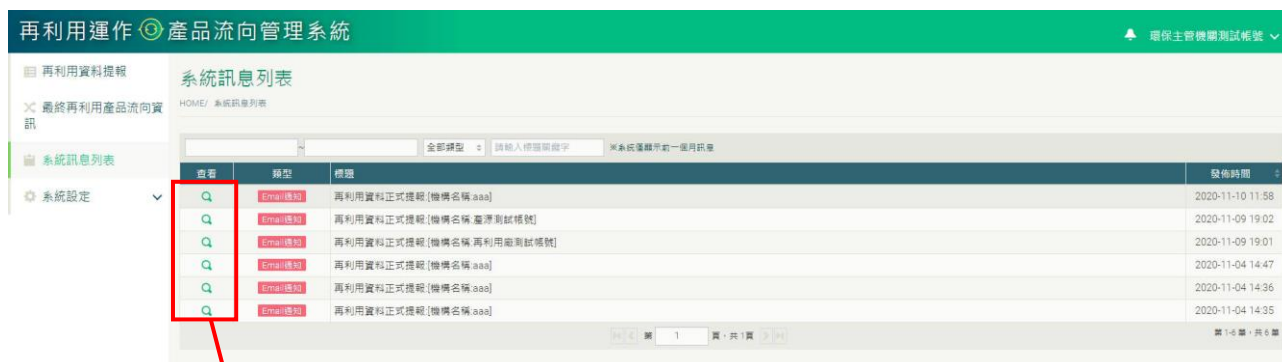 再利用運作 產品流向管理系統
環保主管機關測試帳號
再利用資料提報
最終再利用產品流向資
訊
系統訊息列表
系統設定
系統訊息列表
HOME/ 系統訊息列表
~ 全部類型 請輸入標題關鍵字 ※系統僅顯示前一個月訊息
查看 類型 標題 發佈時間
Email通知 再利用資料正式提報:[機構名稱:aaa] 2020-11-10 11:58
Email通知 再利用資料正式提報:[機構名稱:產源測試帳號] 2020-11-09 19:02
Email通知 再利用資料正式提報:[機構名稱:再利用廠測試帳號] 2020-11-09 19:01
Email通知 再利用資料正式提報:[機構名稱:aaa] 2020-11-04 14:47
Email通知 再利用資料正式提報:[機構名稱:aaa] 2020-11-04 14:36
Email通知 再利用資料正式提報:[機構名稱:aaa] 2020-11-04 14:35
第 1 頁，共1頁 第1-6筆，共6筆